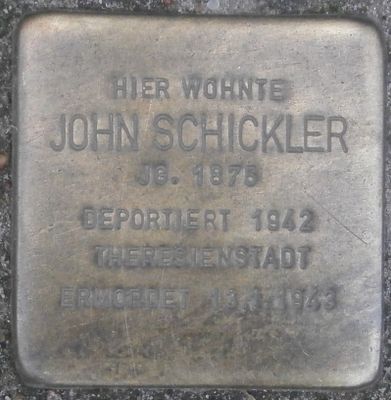 HIER WOHNTE
JOHN SCHICKLER
JG. 1875
DEPORTIERT 1942
THERESIENSTADT
ERMORDET 13.1.1943